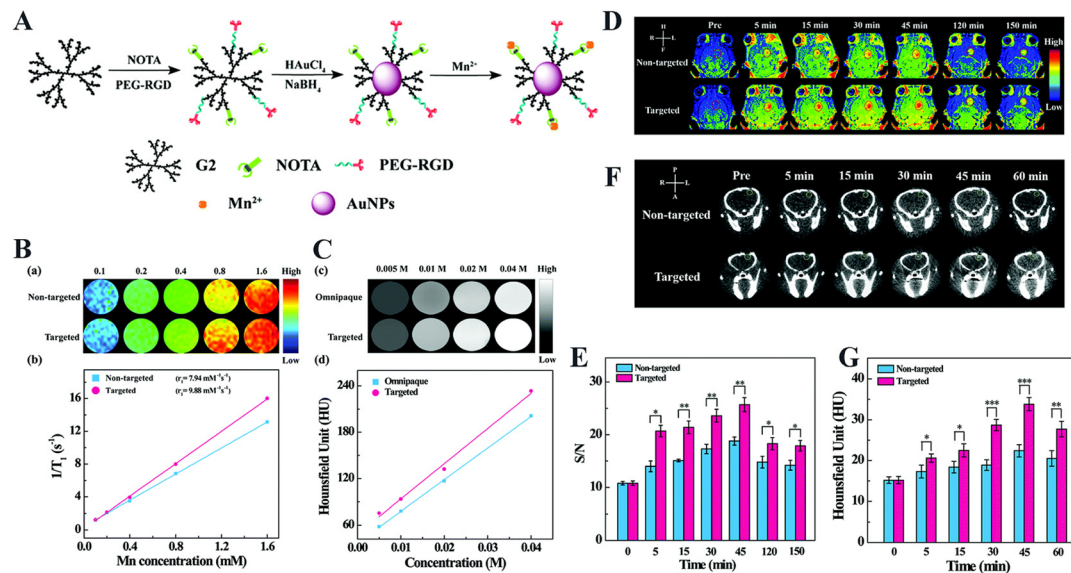 A
NOTA
PEG-RGD
HAuCl4
NaBH4
Mn2+
G2
NOTA
PEG-RGD
Mn2+
AuNPs
B
(a)
0.1 0.2 0.4 0.8 1.6
High
Non-targeted
Targeted
Low
(b)
Non-targeted (r1= 7.94 mM-1s-1)
Targeted (r1= 9.88 mM-1s-1)
1/T1 (s-1)
16
12
8
4
0
0.0 0.4 0.8 1.2 1.6
Mn concentration (mM)
C
(c)
0.005 M 0.01 M 0.02 M 0.04 M
High
Omnipaque
Targeted
Low
(d)
Omnipaque
Targeted
Hounsfield Unit (HU)
240
180
120
60
0.00 0.01 0.02 0.03 0.04
Concentration (M)
D
H
R L
F
Pre 5 min 15 min 30 min 45 min 120 min 150 min
High
Non-targeted
Targeted
Low
F
P
R L
A
Pre 5 min 15 min 30 min 45 min 60 min
Non-targeted
Targeted
E
Non-targeted
Targeted
S/N
30
20
10
0
* ** ** ** * *
0 5 15 30 45 120 150
Time (min)
G
Non-targeted
Targeted
Hounsfield Unit (HU)
45
30
15
0
* * *** *** **
0 5 15 30 45 60
Time (min)